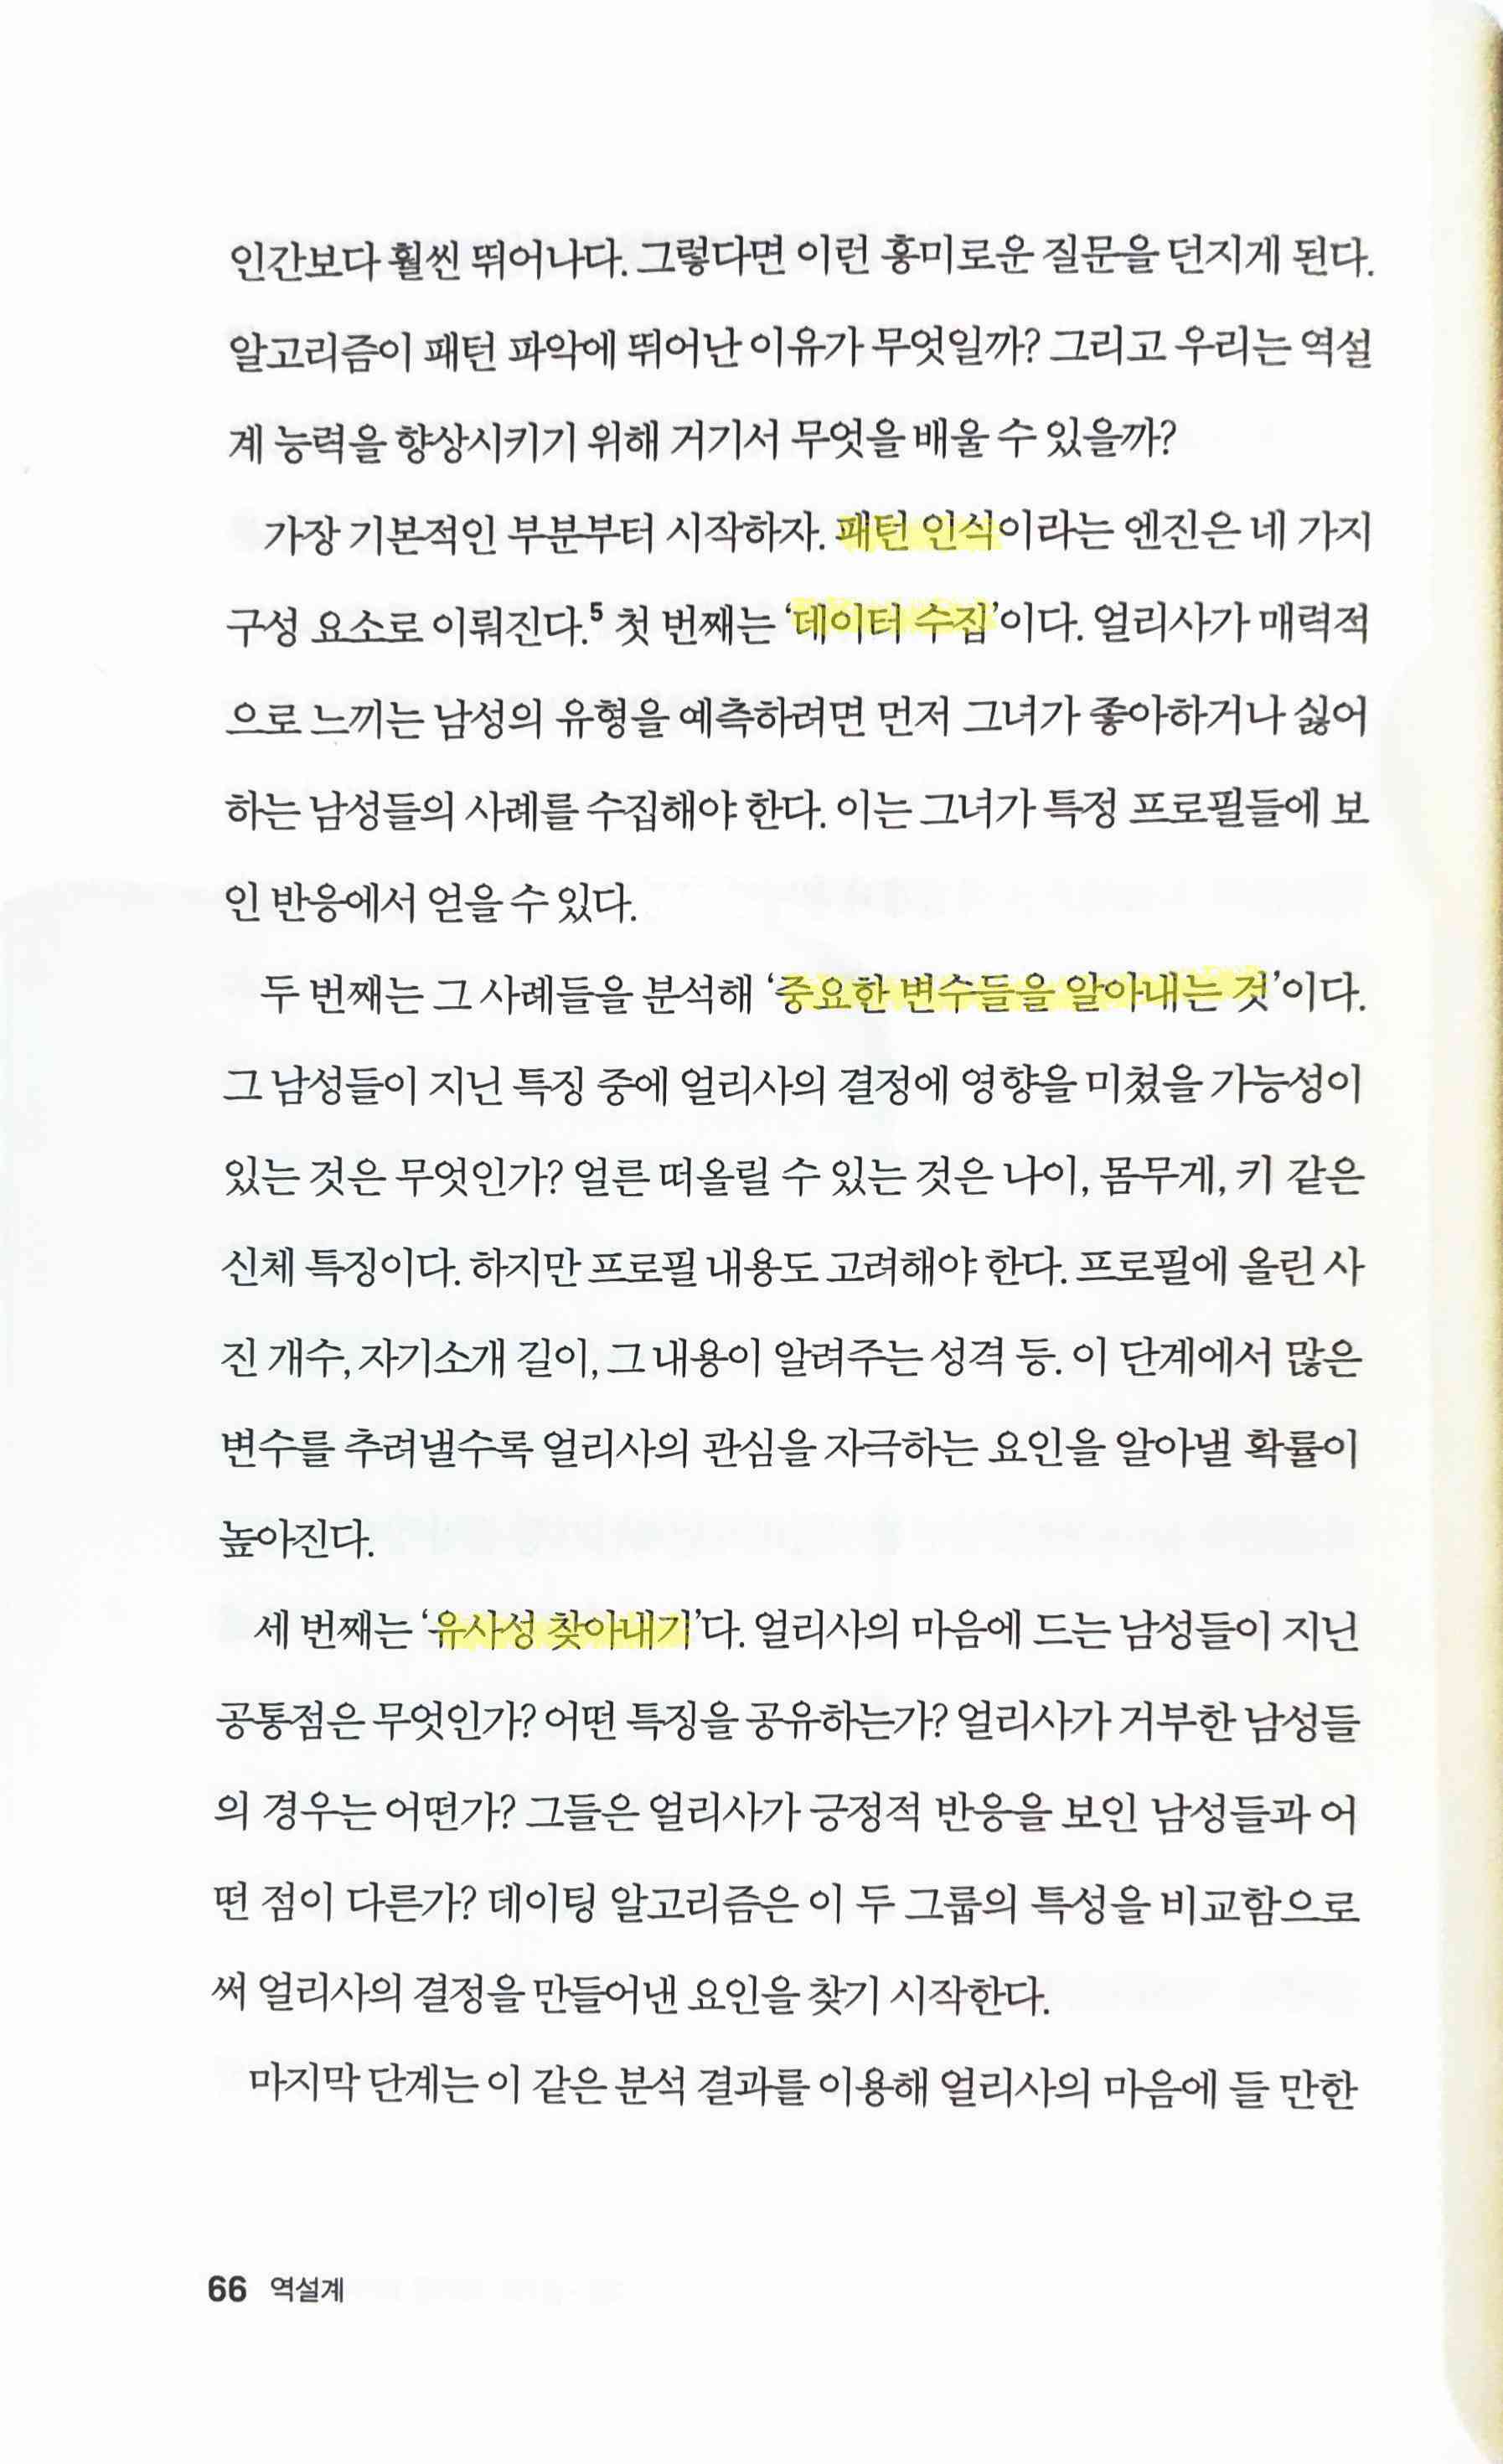 인간보다 훨씬 뛰어나다. 그렇다면 이런 흥미로운 질문을 던지게 된다.
알고리즘이 패턴 파악에 뛰어난 이유가 무엇일까? 그리고 우리는 역설
계 능력을 향상시키기 위해 거기서 무엇을 배울 수 있을까?
가장 기본적인 부분부터 시작하자. 패턴 인식이라는 엔진은 네 가지
구성 요소로 이뤄진다.⁵ 첫 번째는 ‘데이터 수집’이다. 얼리사가 매력적
으로 느끼는 남성의 유형을 예측하려면 먼저 그녀가 좋아하거나 싫어
하는 남성들의 사례를 수집해야 한다. 이는 그녀가 특정 프로필들에 보
인 반응에서 얻을 수 있다.
두 번째는 그 사례들을 분석해 ‘중요한 변수들을 알아내는 것’이다.
그 남성들이 지닌 특징 중에 얼리사의 결정에 영향을 미쳤을 가능성이
있는 것은 무엇인가? 얼른 떠올릴 수 있는 것은 나이, 몸무게, 키 같은
신체 특징이다. 하지만 프로필 내용도 고려해야 한다. 프로필에 올린 사
진 개수, 자기소개 길이, 그 내용이 알려주는 성격 등. 이 단계에서 많은
변수를 추려낼수록 얼리사의 관심을 자극하는 요인을 알아낼 확률이
높아진다.
세 번째는 ‘유사성 찾아내기’다. 얼리사의 마음에 드는 남성들이 지닌
공통점은 무엇인가? 어떤 특징을 공유하는가? 얼리사가 거부한 남성들
의 경우는 어떤가? 그들은 얼리사가 긍정적 반응을 보인 남성들과 어
떤 점이 다른가? 데이팅 알고리즘은 이 두 그룹의 특성을 비교함으로
써 얼리사의 결정을 만들어낸 요인을 찾기 시작한다.
마지막 단계는 이 같은 분석 결과를 이용해 얼리사의 마음에 들 만한
66 역설계